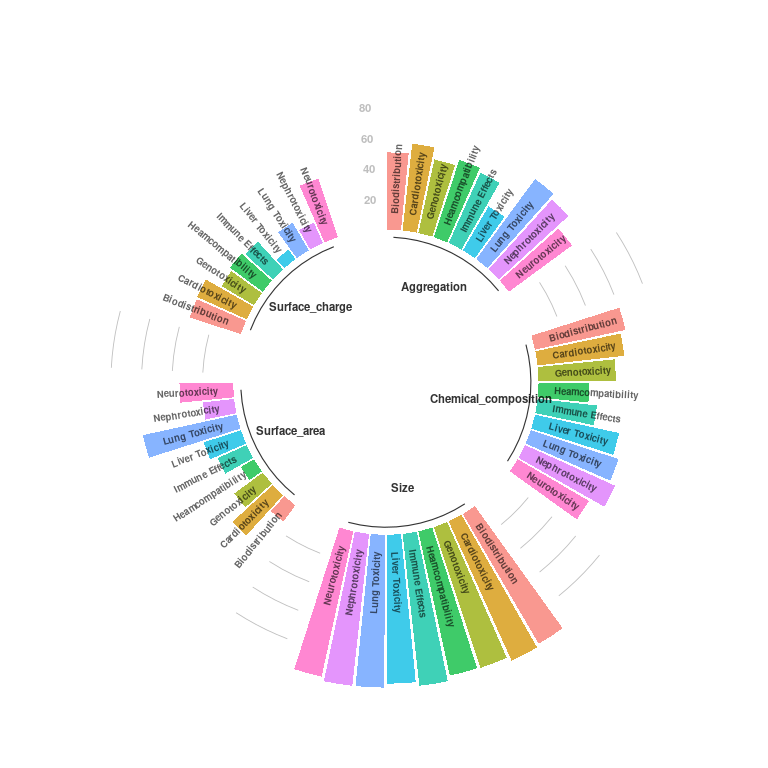 80
60
40
20
Biodistribution
Cardiotoxicity
Genotoxicity
Heamcompatibility
Immune Effects
Liver Toxicity
Lung Toxicity
Nephrotoxicity
Neurotoxicity
Aggregation
Biodistribution
Cardiotoxicity
Genotoxicity
Heamcompatibility
Immune Effects
Liver Toxicity
Lung Toxicity
Nephrotoxicity
Neurotoxicity
Chemical_composition
Biodistribution
Cardiotoxicity
Genotoxicity
Heamcompatibility
Immune Effects
Liver Toxicity
Lung Toxicity
Nephrotoxicity
Neurotoxicity
Size
Biodistribution
Cardiotoxicity
Genotoxicity
Heamcompatibility
Immune Effects
Liver Toxicity
Lung Toxicity
Nephrotoxicity
Neurotoxicity
Surface_area
Biodistribution
Cardiotoxicity
Genotoxicity
Heamcompatibility
Immune Effects
Liver Toxicity
Lung Toxicity
Nephrotoxicity
Neurotoxicity
Surface_charge